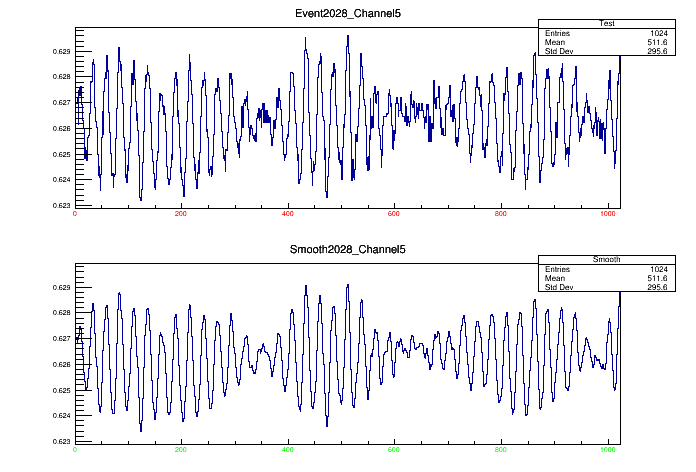 Event2028_Channel5
Test
Entries 1024
Mean 511.6
Std Dev 295.6
0.629
0.628
0.627
0.626
0.625
0.624
0.623
0 200 400 600 800 1000
Smooth2028_Channel5
Smooth
Entries 1024
Mean 511.6
Std Dev 295.6
0.629
0.628
0.627
0.626
0.625
0.624
0.623
0 200 400 600 800 1000